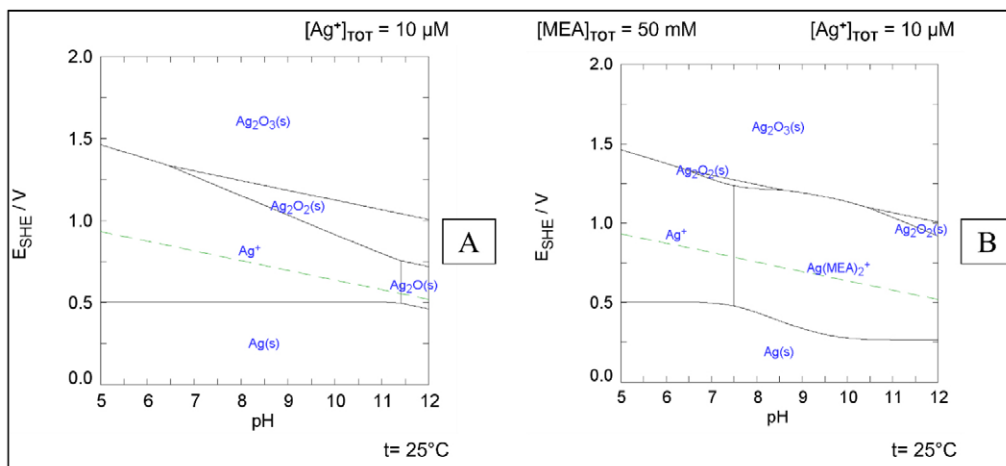 [Ag⁺]TOT = 10 µM
2.0
1.5
1.0
0.5
0.0
E_SHE / V
Ag₂O₃(s)
Ag₂O₂(s)
Ag⁺
Ag₂O(s)
Ag(s)
5 6 7 8 9 10 11 12
pH
t= 25°C
A
[MEA]TOT = 50 mM [Ag⁺]TOT = 10 µM
2.0
1.5
1.0
0.5
0.0
E_SHE / V
Ag₂O₃(s)
Ag₂O₂(s)
Ag⁺
Ag(MEA)₂⁺
Ag₂O₂(s)
Ag(s)
5 6 7 8 9 10 11 12
pH
t= 25°C
B